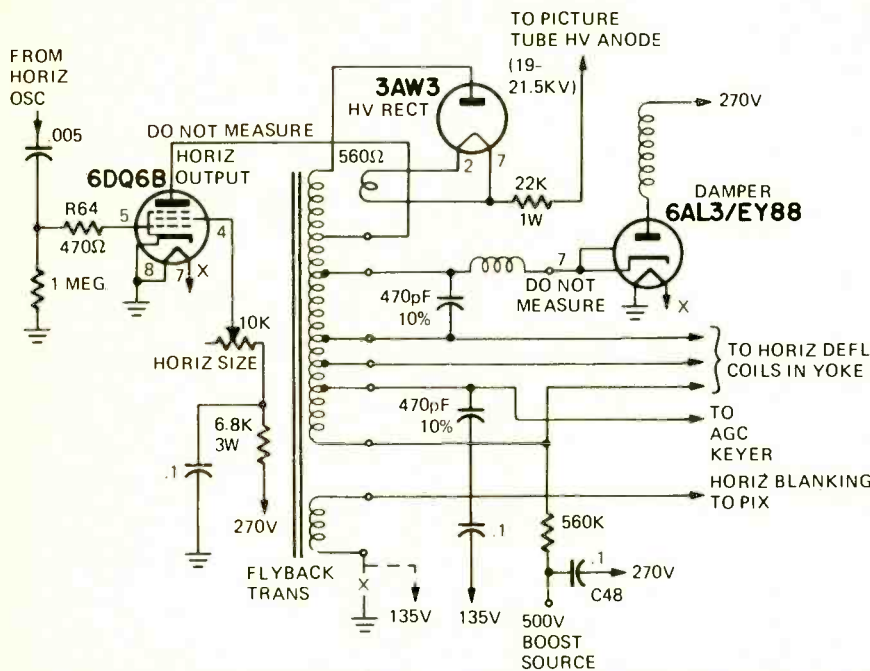 FROM
HORIZ
OSC
.005
DO NOT MEASURE
HORIZ
OUTPUT
6DQ6B
R64
470Ω
5
4
8
7
X
1 MEG.
10K
HORIZ SIZE
6.8K
3W
.1
270V
560Ω
3AW3
HV RECT
2
7
TO PICTURE
TUBE HV ANODE
(19-
21.5KV)
22K
1W
270V
DAMPER
6AL3/EY88
7
DO NOT
MEASURE
X
470pF
10%
TO HORIZ DEFL
COILS IN YOKE
470pF
10%
TO
AGC
KEYER
HORIZ BLANKING
TO PIX
560K
.1
.1
C48
270V
FLYBACK
TRANS
X
135V
135V
500V
BOOST
SOURCE